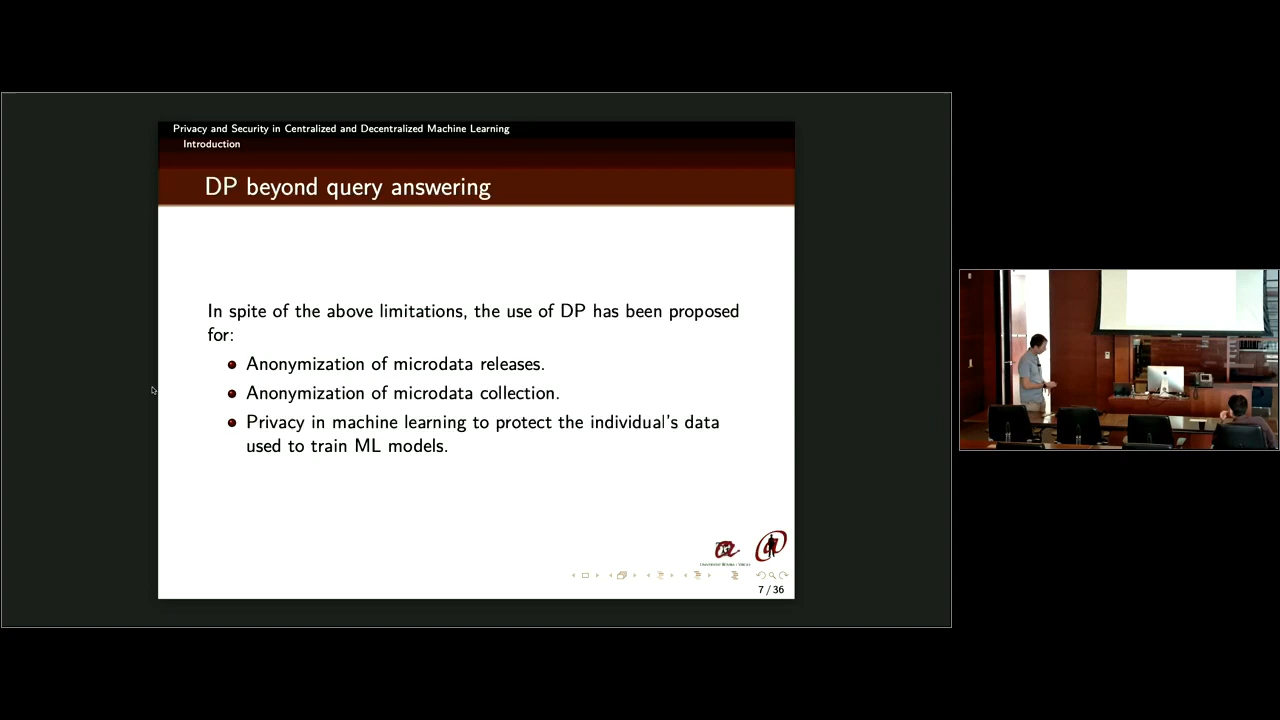 Privacy and Security in Centralized and Decentralized Machine Learning
Introduction
DP beyond query answering
In spite of the above limitations, the use of DP has been proposed
for:
Anonymization of microdata releases.
Anonymization of microdata collection.
Privacy in machine learning to protect the individual's data
used to train ML models.
7 / 36